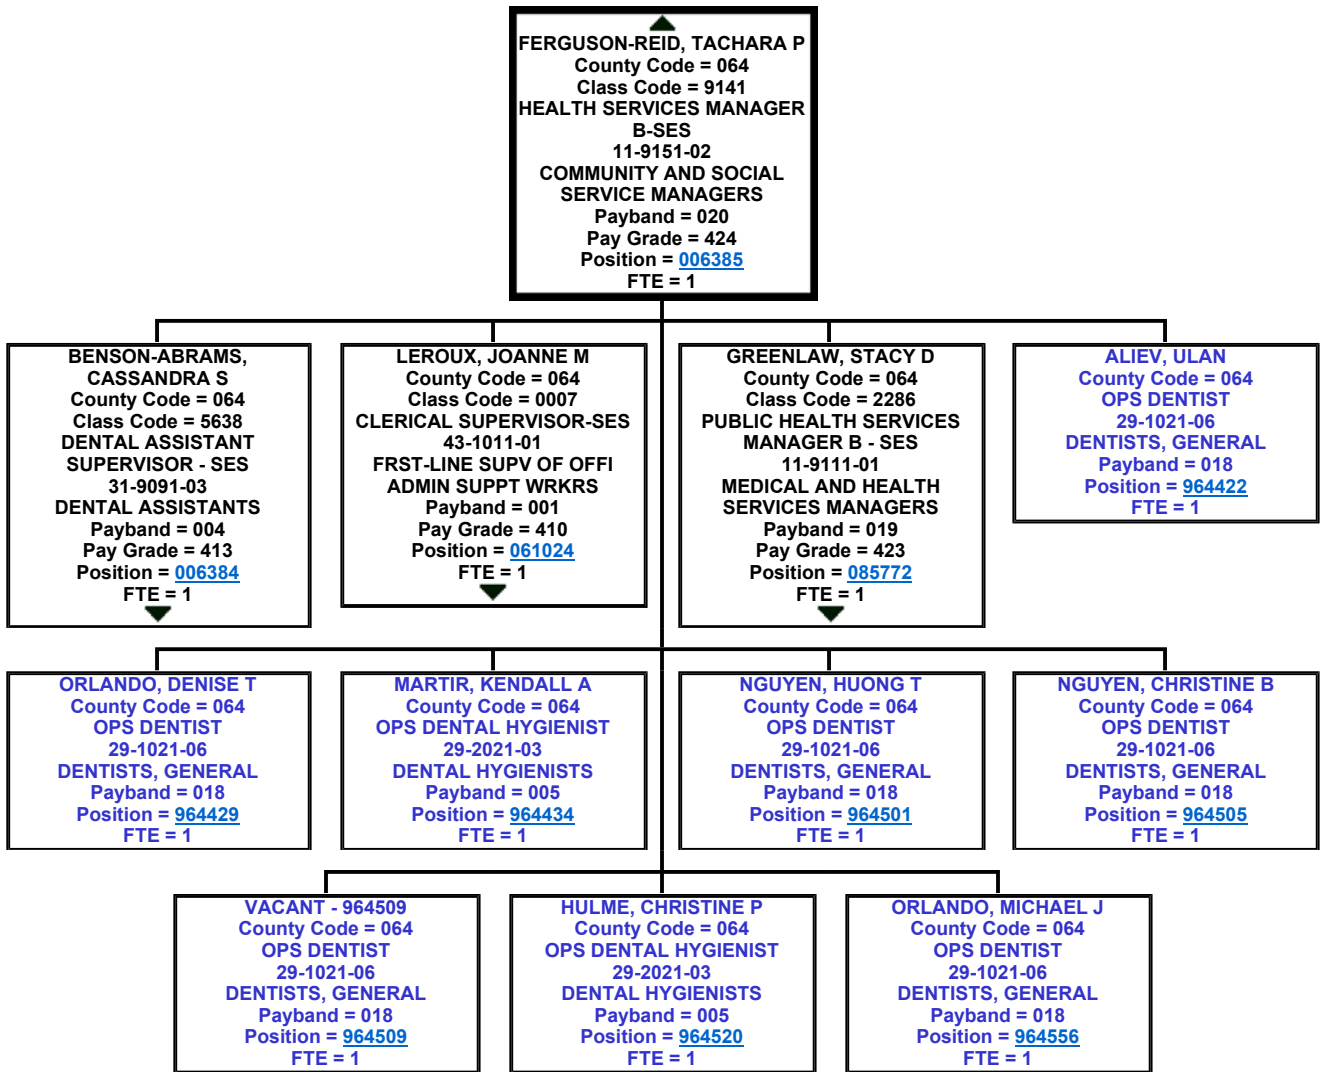 FERGUSON-REID, TACHARA P
County Code = 064
Class Code = 9141
HEALTH SERVICES MANAGER
B-SES
11-9151-02
COMMUNITY AND SOCIAL
SERVICE MANAGERS
Payband = 020
Pay Grade = 424
Position = 006385
FTE = 1
BENSON-ABRAMS,
CASSANDRA S
County Code = 064
Class Code = 5638
DENTAL ASSISTANT
SUPERVISOR - SES
31-9091-03
DENTAL ASSISTANTS
Payband = 004
Pay Grade = 413
Position = 006384
FTE = 1
LEROUX, JOANNE M
County Code = 064
Class Code = 0007
CLERICAL SUPERVISOR-SES
43-1011-01
FRST-LINE SUPV OF OFFI
ADMIN SUPPT WRKRS
Payband = 001
Pay Grade = 410
Position = 061024
FTE = 1
GREENLAW, STACY D
County Code = 064
Class Code = 2286
PUBLIC HEALTH SERVICES
MANAGER B - SES
11-9111-01
MEDICAL AND HEALTH
SERVICES MANAGERS
Payband = 019
Pay Grade = 423
Position = 085772
FTE = 1
ALIEV, ULAN
County Code = 064
OPS DENTIST
29-1021-06
DENTISTS, GENERAL
Payband = 018
Position = 964422
FTE = 1
ORLANDO, DENISE T
County Code = 064
OPS DENTIST
29-1021-06
DENTISTS, GENERAL
Payband = 018
Position = 964429
FTE = 1
MARTIR, KENDALL A
County Code = 064
OPS DENTAL HYGIENIST
29-2021-03
DENTAL HYGIENISTS
Payband = 005
Position = 964434
FTE = 1
NGUYEN, HUONG T
County Code = 064
OPS DENTIST
29-1021-06
DENTISTS, GENERAL
Payband = 018
Position = 964501
FTE = 1
NGUYEN, CHRISTINE B
County Code = 064
OPS DENTIST
29-1021-06
DENTISTS, GENERAL
Payband = 018
Position = 964505
FTE = 1
VACANT - 964509
County Code = 064
OPS DENTIST
29-1021-06
DENTISTS, GENERAL
Payband = 018
Position = 964509
FTE = 1
HULME, CHRISTINE P
County Code = 064
OPS DENTAL HYGIENIST
29-2021-03
DENTAL HYGIENISTS
Payband = 005
Position = 964520
FTE = 1
ORLANDO, MICHAEL J
County Code = 064
OPS DENTIST
29-1021-06
DENTISTS, GENERAL
Payband = 018
Position = 964556
FTE = 1